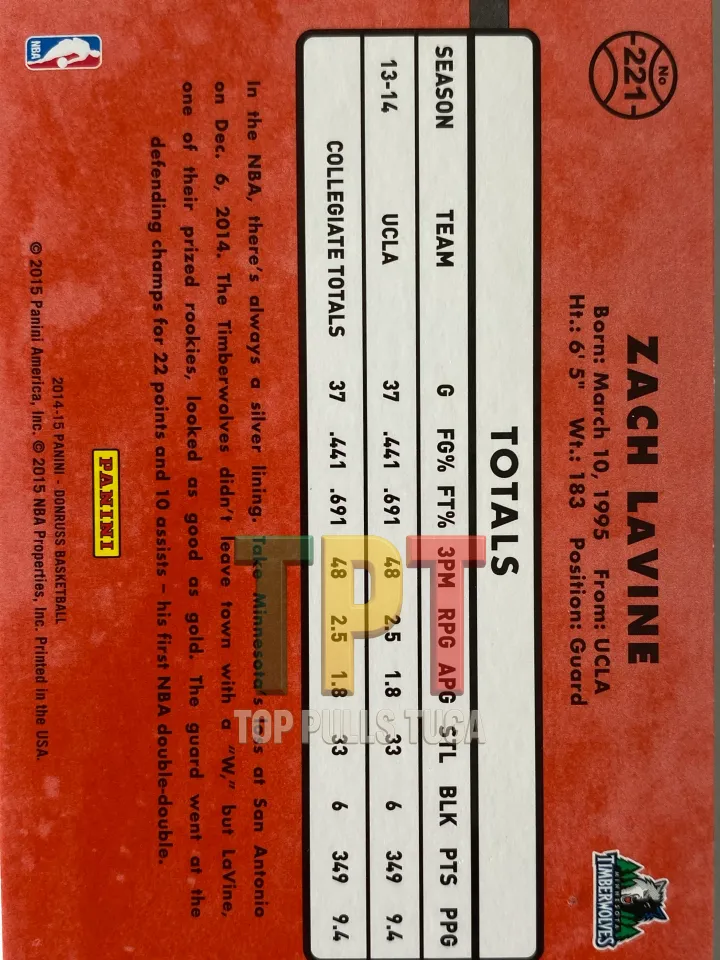 No
221
ZACH LAVINE
Born: March 10, 1995 From: UCLA
Ht.: 6' 5" Wt.: 183 Position: Guard
MINNESOTA
TIMBERWOLVES
TOTALS
SEASON TEAM G FG% FT% 3PM RPG APG STL BLK PTS PPG
13-14 UCLA 37 .441 .691 48 2.5 1.8 33 6 349 9.4
COLLEGIATE TOTALS 37 .441 .691 48 2.5 1.8 33 6 349 9.4
In the NBA, there's always a silver lining. Take Minnesota's loss at San Antonio
on Dec. 6, 2014. The Timberwolves didn't leave town with a "W," but LaVine,
one of their prized rookies, looked as good as gold. The guard went at the
defending champs for 22 points and 10 assists – his first NBA double-double.
TPT
TOP PULLS TUGA
NBA
PANINI
2014-15 PANINI - DONRUSS BASKETBALL
© 2015 Panini America, Inc. © 2015 NBA Properties, Inc. Printed in the USA.